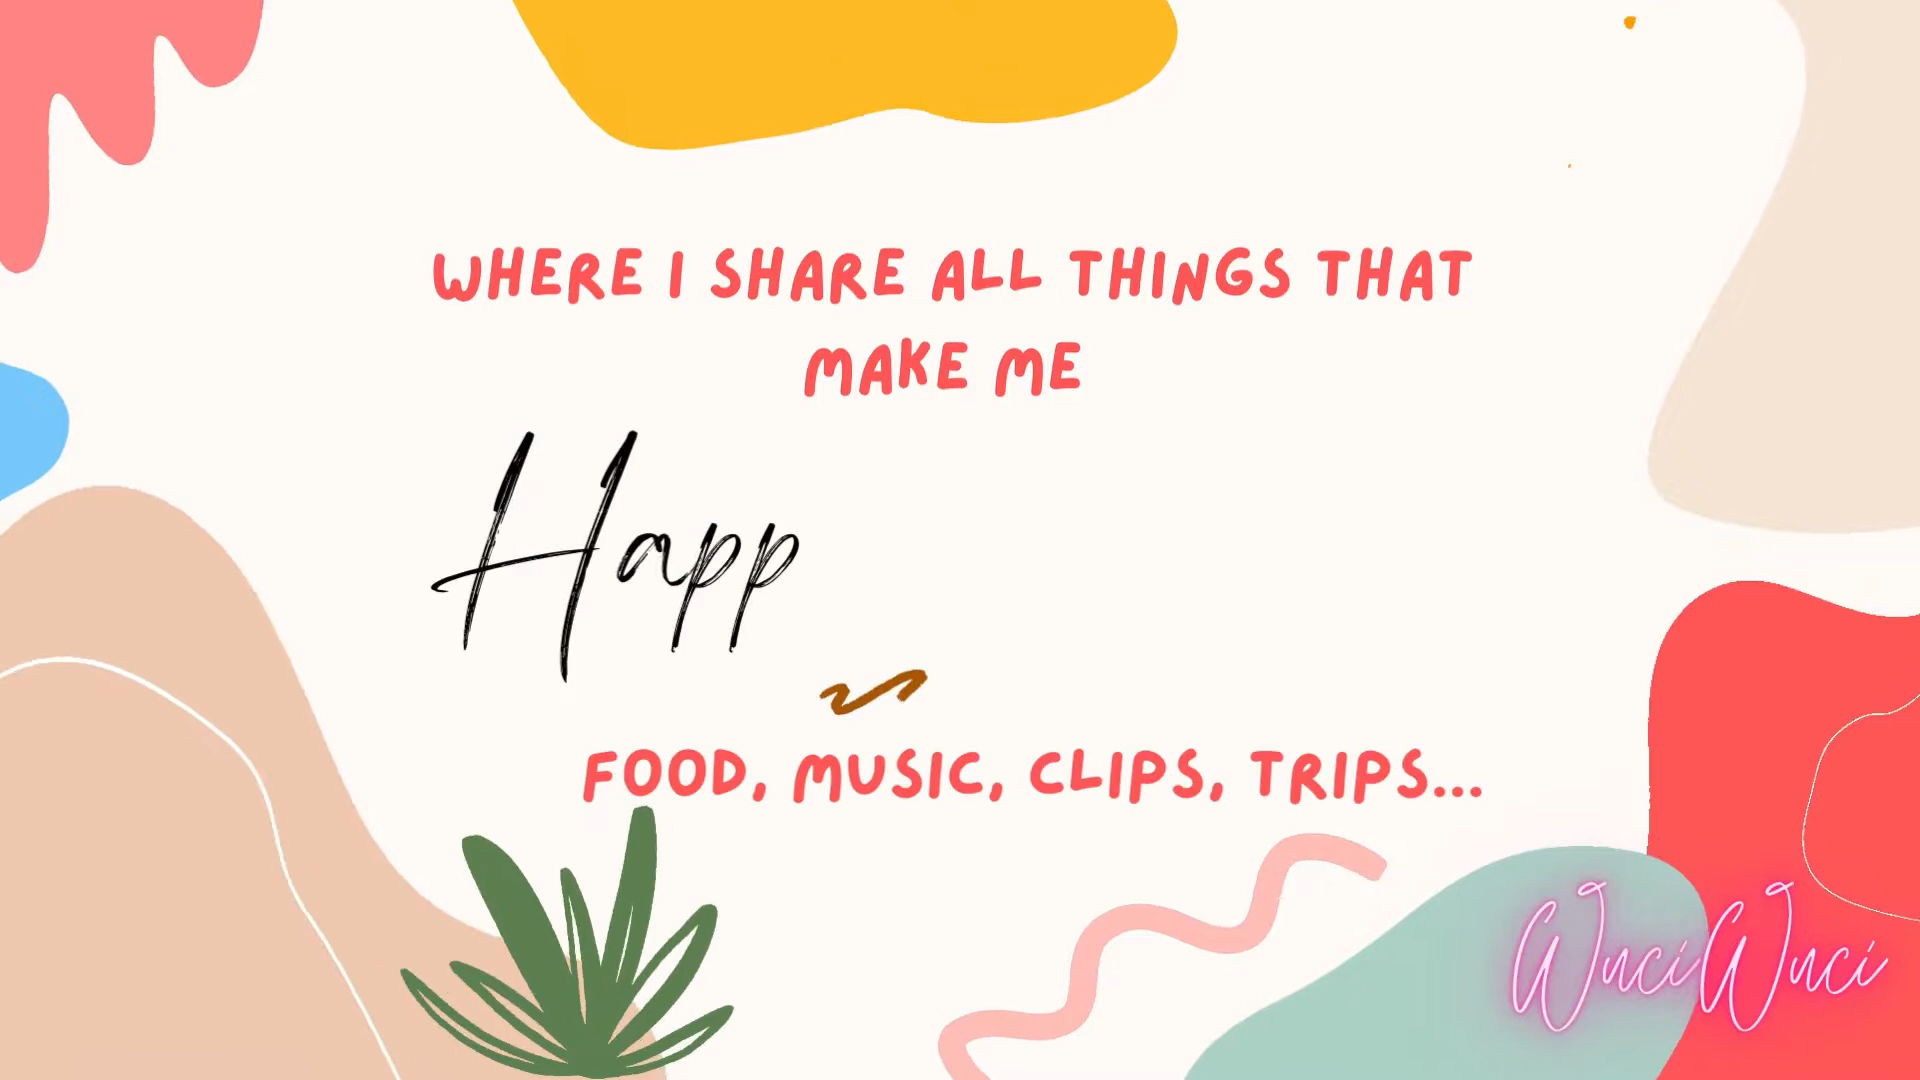 WHERE I SHARE ALL THINGS THAT
MAKE ME
Happ
FOOD, MUSIC, CLIPS, TRIPS...
WuciWuci